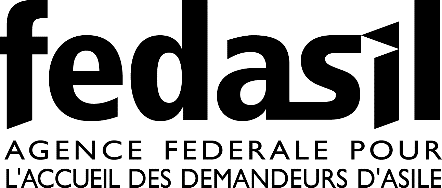 fedasil
AGENCE FEDERALE POUR
L'ACCUEIL DES DEMANDEURS D'ASILE